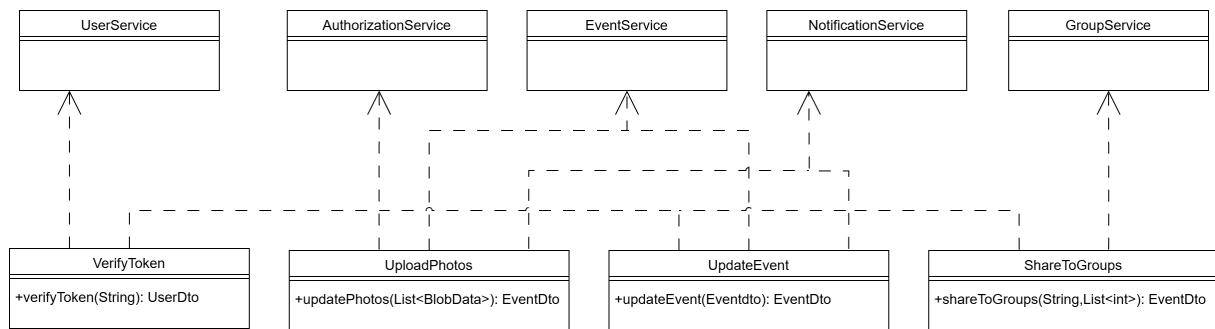 UserService
AuthorizationService
EventService
NotificationService
GroupService
VerifyToken
+verifyToken(String): UserDto
UploadPhotos
+updatePhotos(List<BlobData>): EventDto
UpdateEvent
+updateEvent(Eventdto): EventDto
ShareToGroups
+shareToGroups(String,List<int>): EventDto